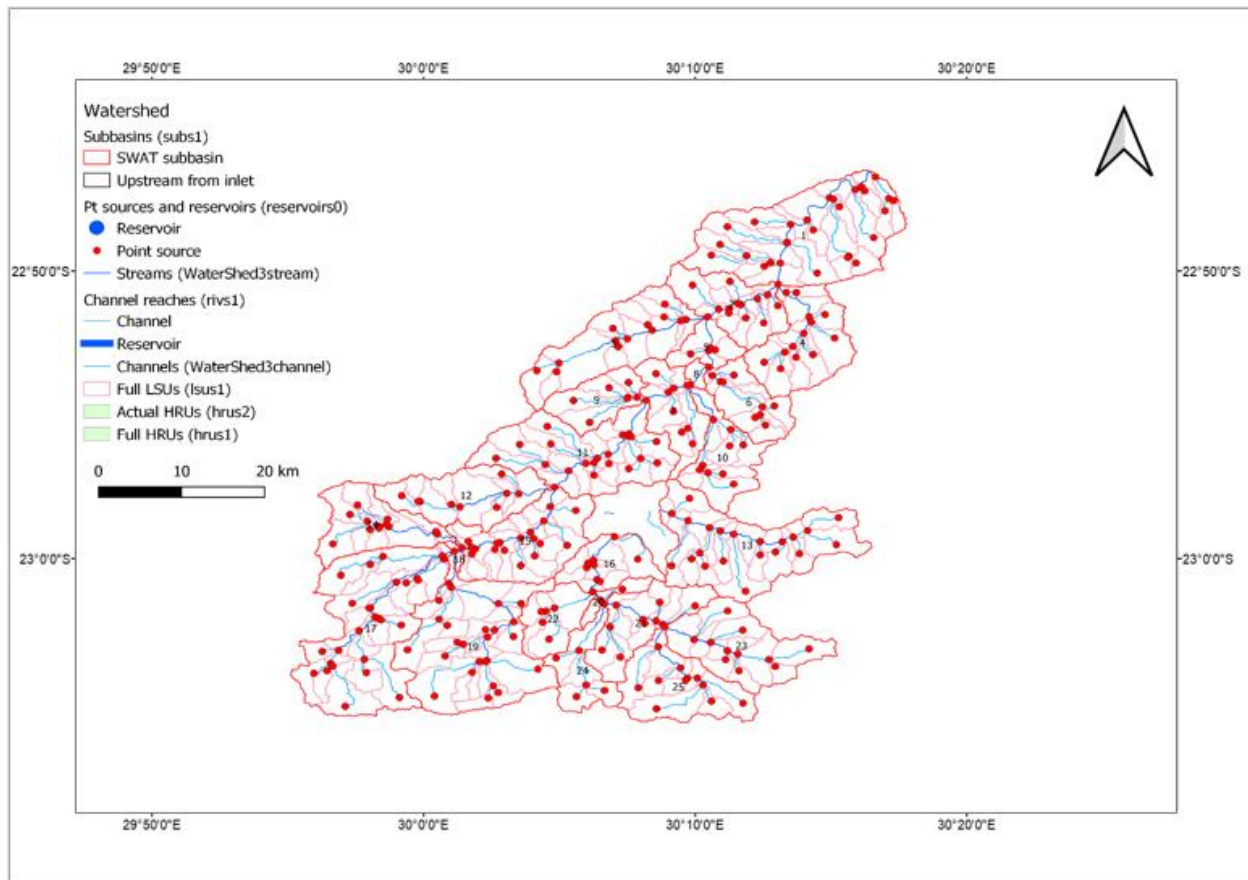 29°50'0"E 30°0'0"E 30°10'0"E 30°20'0"E
Watershed
Subbasins (subs1)
SWAT subbasin
Upstream from inlet
Pt sources and reservoirs (reservoirs0)
Reservoir
Point source
Streams (WaterShed3stream)
Channel reaches (rivs1)
Channel
Reservoir
Channels (WaterShed3channel)
Full LSUs (lsus1)
Actual HRUs (hrus2)
Full HRUs (hrus1)
0 10 20 km
22°50'0"S 22°50'0"S
1
4
8
9
6
11
10
12
13
15
18
16
17
22
19
23
24
25
23°0'0"S 23°0'0"S
29°50'0"E 30°0'0"E 30°10'0"E 30°20'0"E